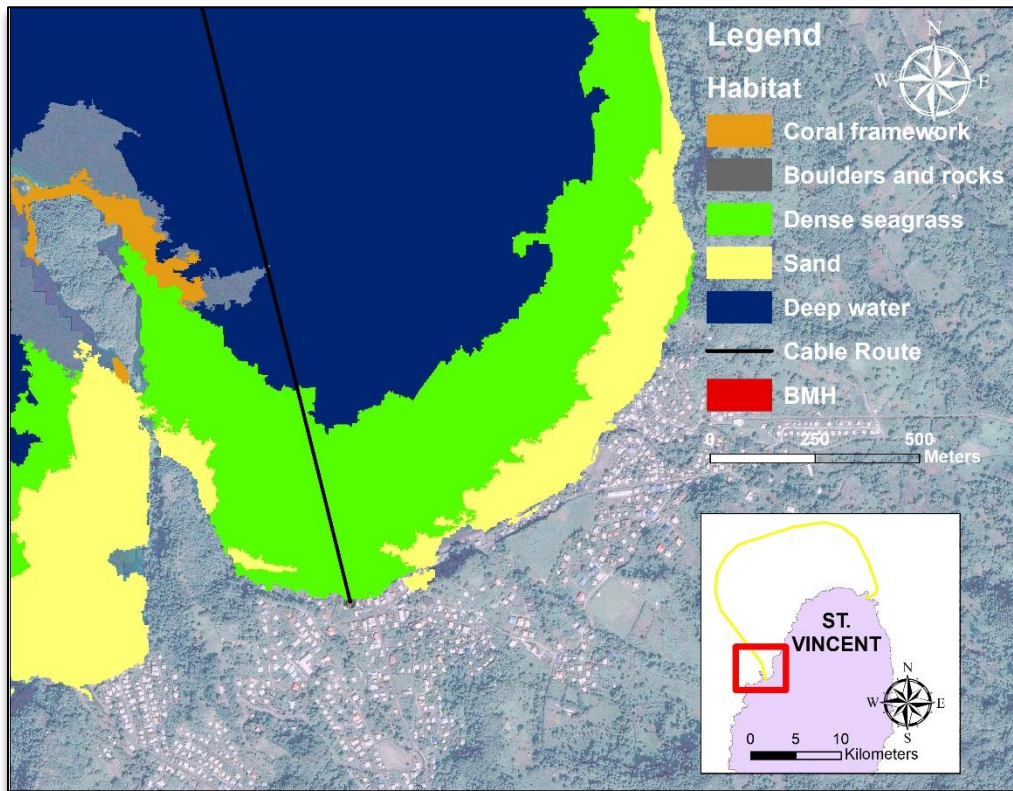 Legend
Habitat
Coral framework
Boulders and rocks
Dense seagrass
Sand
Deep water
Cable Route
BMH
0 250 500
Meters
N
W E
S
ST.
VINCENT
N
W E
S
0 5 10
Kilometers